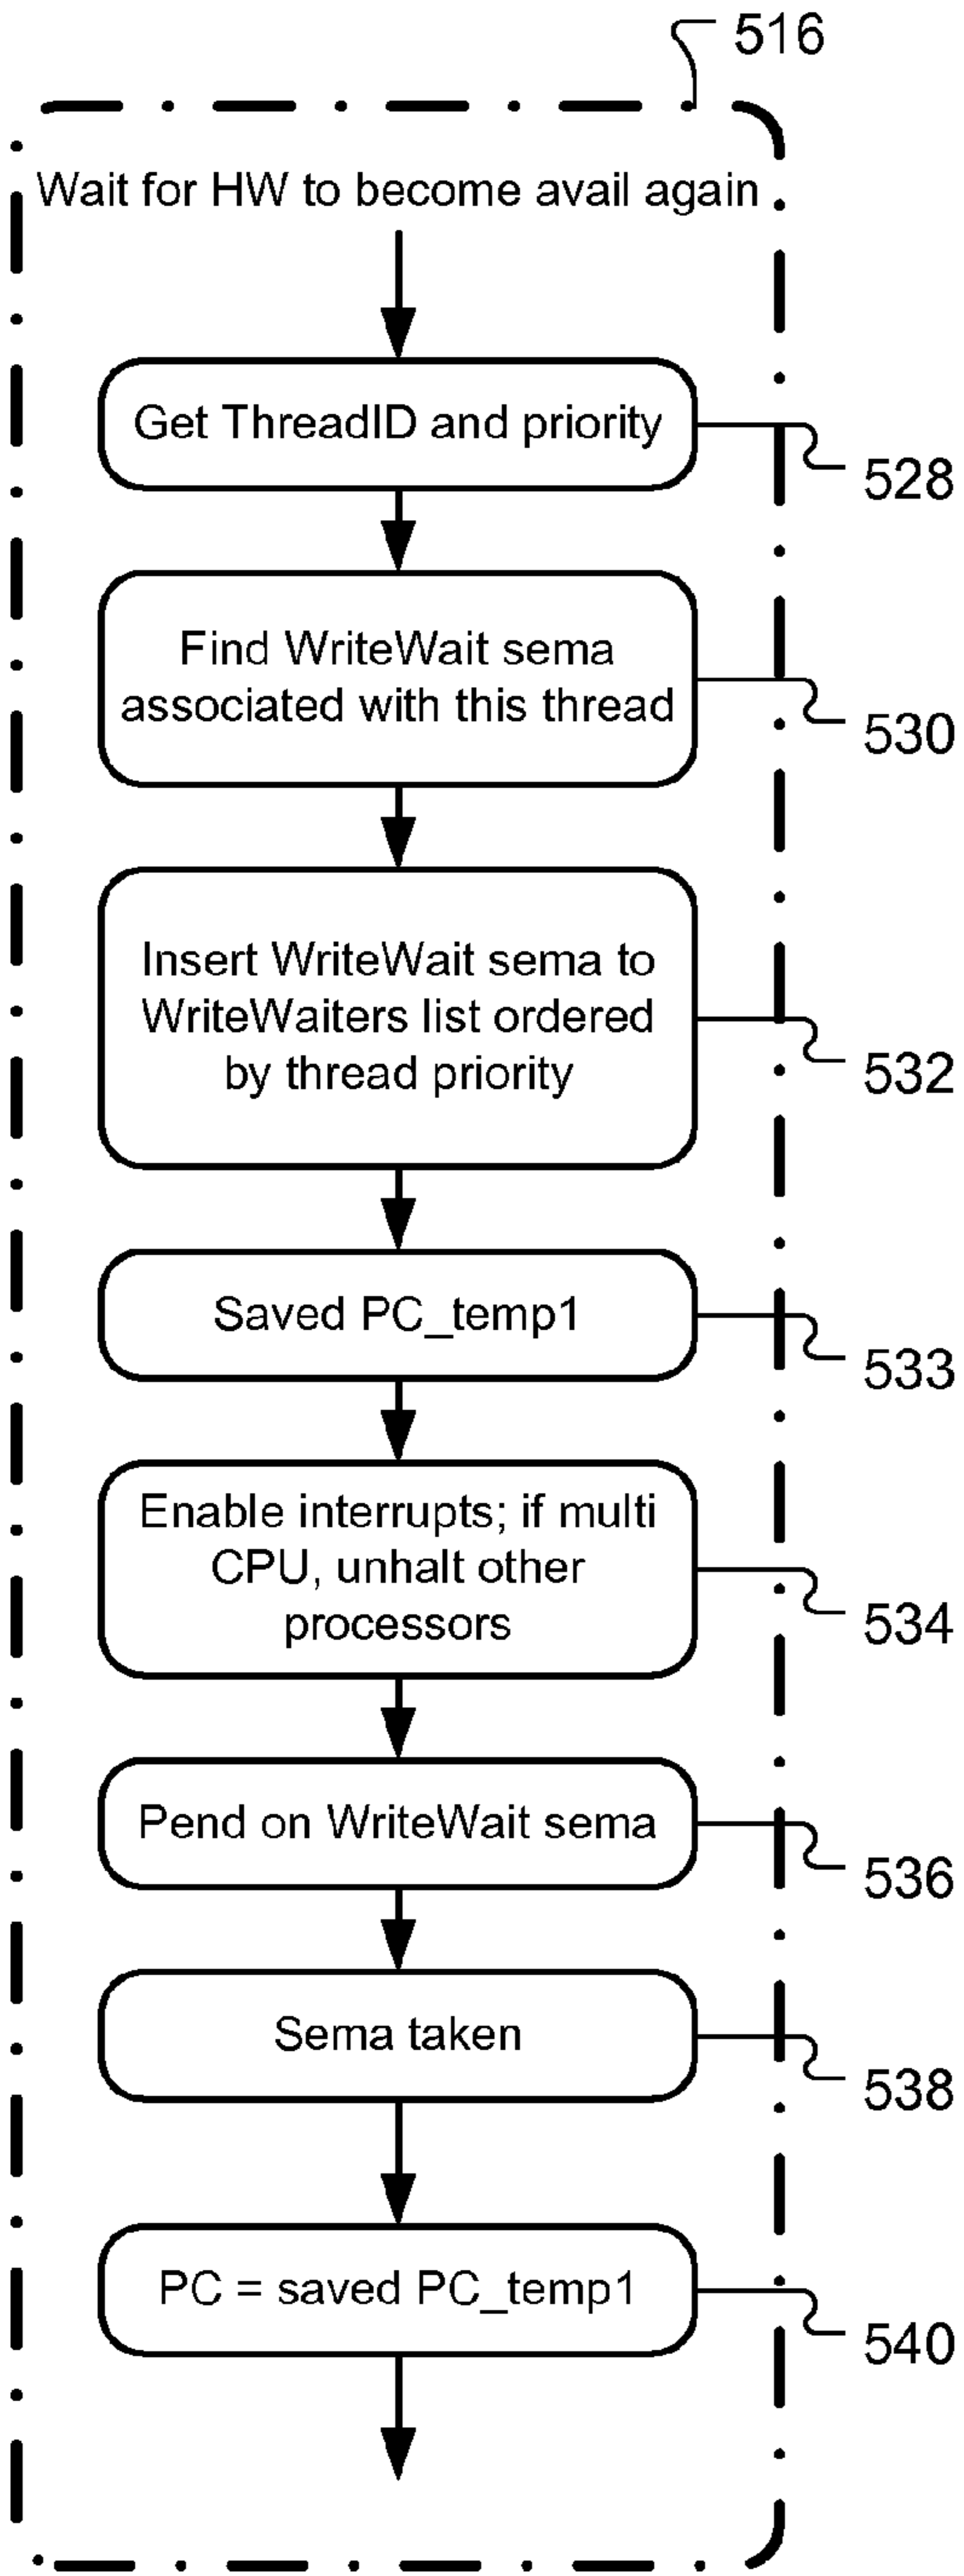 516
Wait for HW to become avail again
Get ThreadID and priority
528
Find WriteWait sema
associated with this thread
530
Insert WriteWait sema to
WriteWaiters list ordered
by thread priority
532
Saved PC_temp1
533
Enable interrupts; if multi
CPU, unhalt other
processors
534
Pend on WriteWait sema
536
Sema taken
538
PC = saved PC_temp1
540